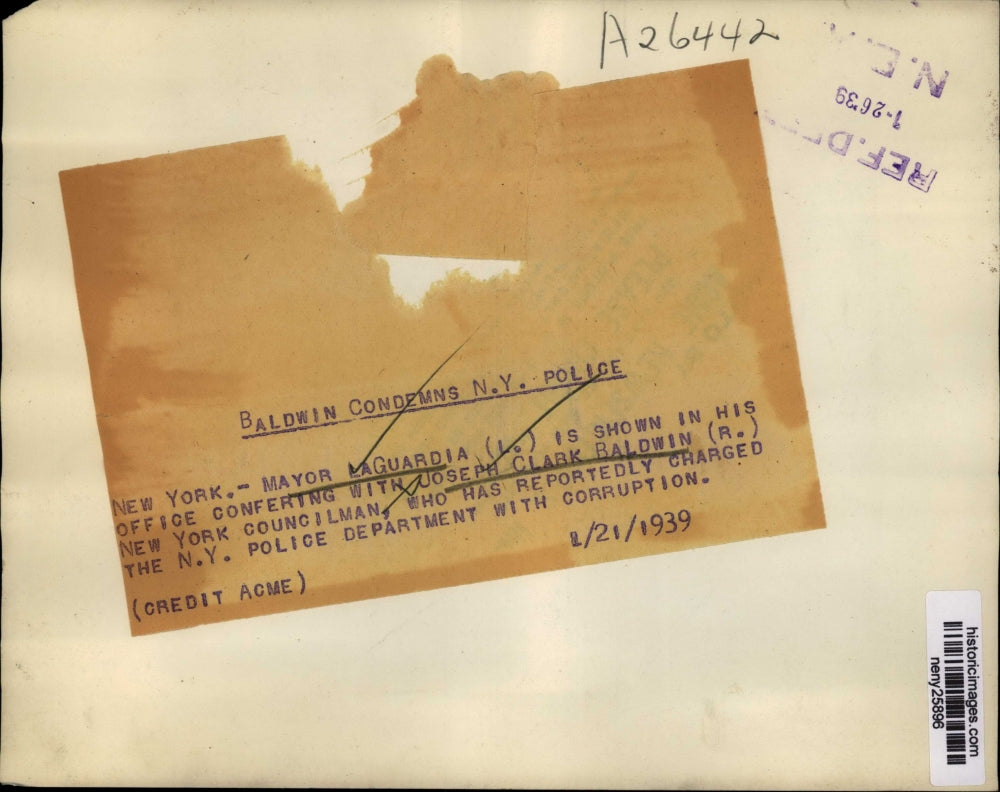 A26442
N.E.A.
1-26'39
REF. D
BALDWIN CONDEMNS N.Y. POLICE
NEW YORK.- MAYOR LAGUARDIA (L.) IS SHOWN IN HIS
OFFICE CONFERING WITH JOSEPH CLARK BALDWIN (R.)
NEW YORK COUNCILMAN, WHO HAS REPORTEDLY CHARGED
THE N.Y. POLICE DEPARTMENT WITH CORRUPTION.
1/21/1939
(CREDIT ACME)
historicimages.com
neny25896